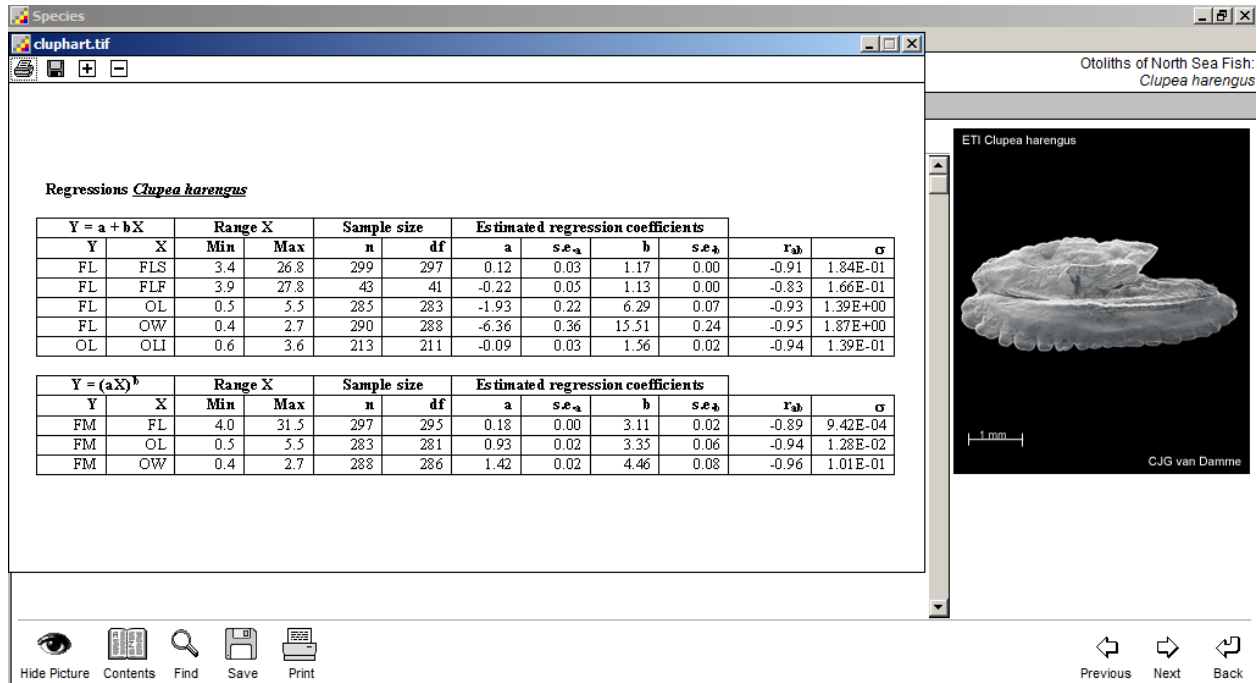 Species
cluphart.tif
Otoliths of North Sea Fish:
Clupea harengus
ETI Clupea harengus
Regressions Clupea harengus
Y = a + bX Range X Sample size Estimated regression coefficients
Y X Min Max n df a s.e.a b s.e.b rab σ
FL FLS 3.4 26.8 299 297 0.12 0.03 1.17 0.00 -0.91 1.84E-01
FL FLF 3.9 27.8 43 41 -0.22 0.05 1.13 0.00 -0.83 1.66E-01
FL OL 0.5 5.5 285 283 -1.93 0.22 6.29 0.07 -0.93 1.39E+00
FL OW 0.4 2.7 290 288 -6.36 0.36 15.51 0.24 -0.95 1.87E+00
OL OLI 0.6 3.6 213 211 -0.09 0.03 1.56 0.02 -0.94 1.39E-01
Y = (aX)b Range X Sample size Estimated regression coefficients
Y X Min Max n df a s.e.a b s.e.b rab σ
FM FL 4.0 31.5 297 295 0.18 0.00 3.11 0.02 -0.89 9.42E-04
FM OL 0.5 5.5 283 281 0.93 0.02 3.35 0.06 -0.94 1.28E-02
FM OW 0.4 2.7 288 286 1.42 0.02 4.46 0.08 -0.96 1.01E-01
1 mm
CJG van Damme
Hide Picture Contents Find Save Print Previous Next Back